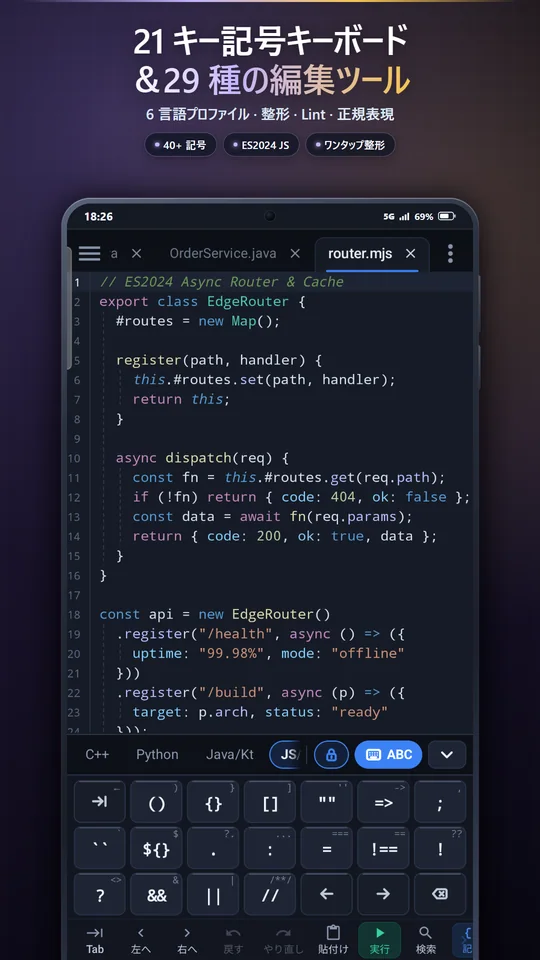 21 キー記号キーボード
＆29 種の編集ツール
6 言語プロファイル · 整形 · Lint · 正規表現
40+ 記号 ES2024 JS ワンタップ整形
18:26 5G 69%
a × OrderService.java × router.mjs ×
1 // ES2024 Async Router & Cache
2 export class EdgeRouter {
3 #routes = new Map();
4
5 register(path, handler) {
6 this.#routes.set(path, handler);
7 return this;
8 }
9
10 async dispatch(req) {
11 const fn = this.#routes.get(req.path);
12 if (!fn) return { code: 404, ok: false };
13 const data = await fn(req.params);
14 return { code: 200, ok: true, data };
15 }
16 }
17
18 const api = new EdgeRouter()
19 .register("/health", async () => ({
20 uptime: "99.98%", mode: "offline"
21 }))
22 .register("/build", async (p) => ({
23 target: p.arch, status: "ready"
24 }));
C++ Python Java/Kt JS/ ABC
← ) } ] '' -> ,
→| () {} [] "" => ;
` $ ?. ... === == ??
`` ${} . : = !== !
<> & | /**/
? && || // ← → ⌫
Tab 左へ 右へ 戻す やり直し 貼付け 実行 検索 記